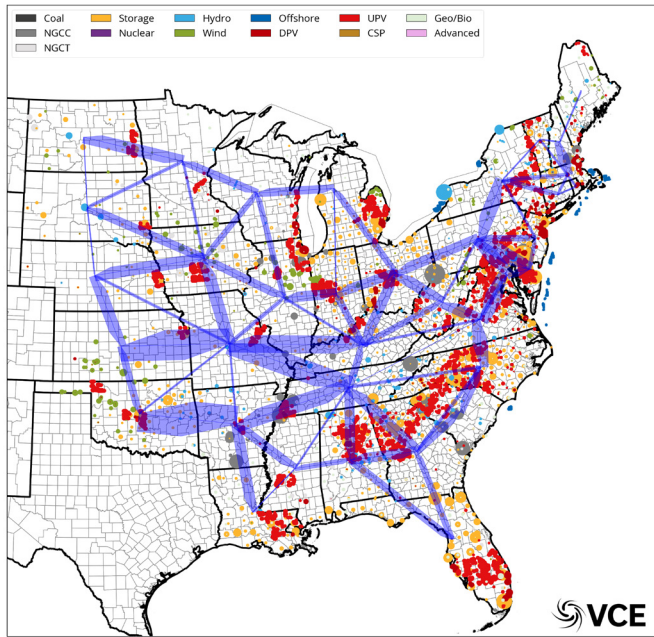 Coal Storage Hydro Offshore UPV Geo/Bio
NGCC Nuclear Wind DPV CSP Advanced
NGCT
VCE